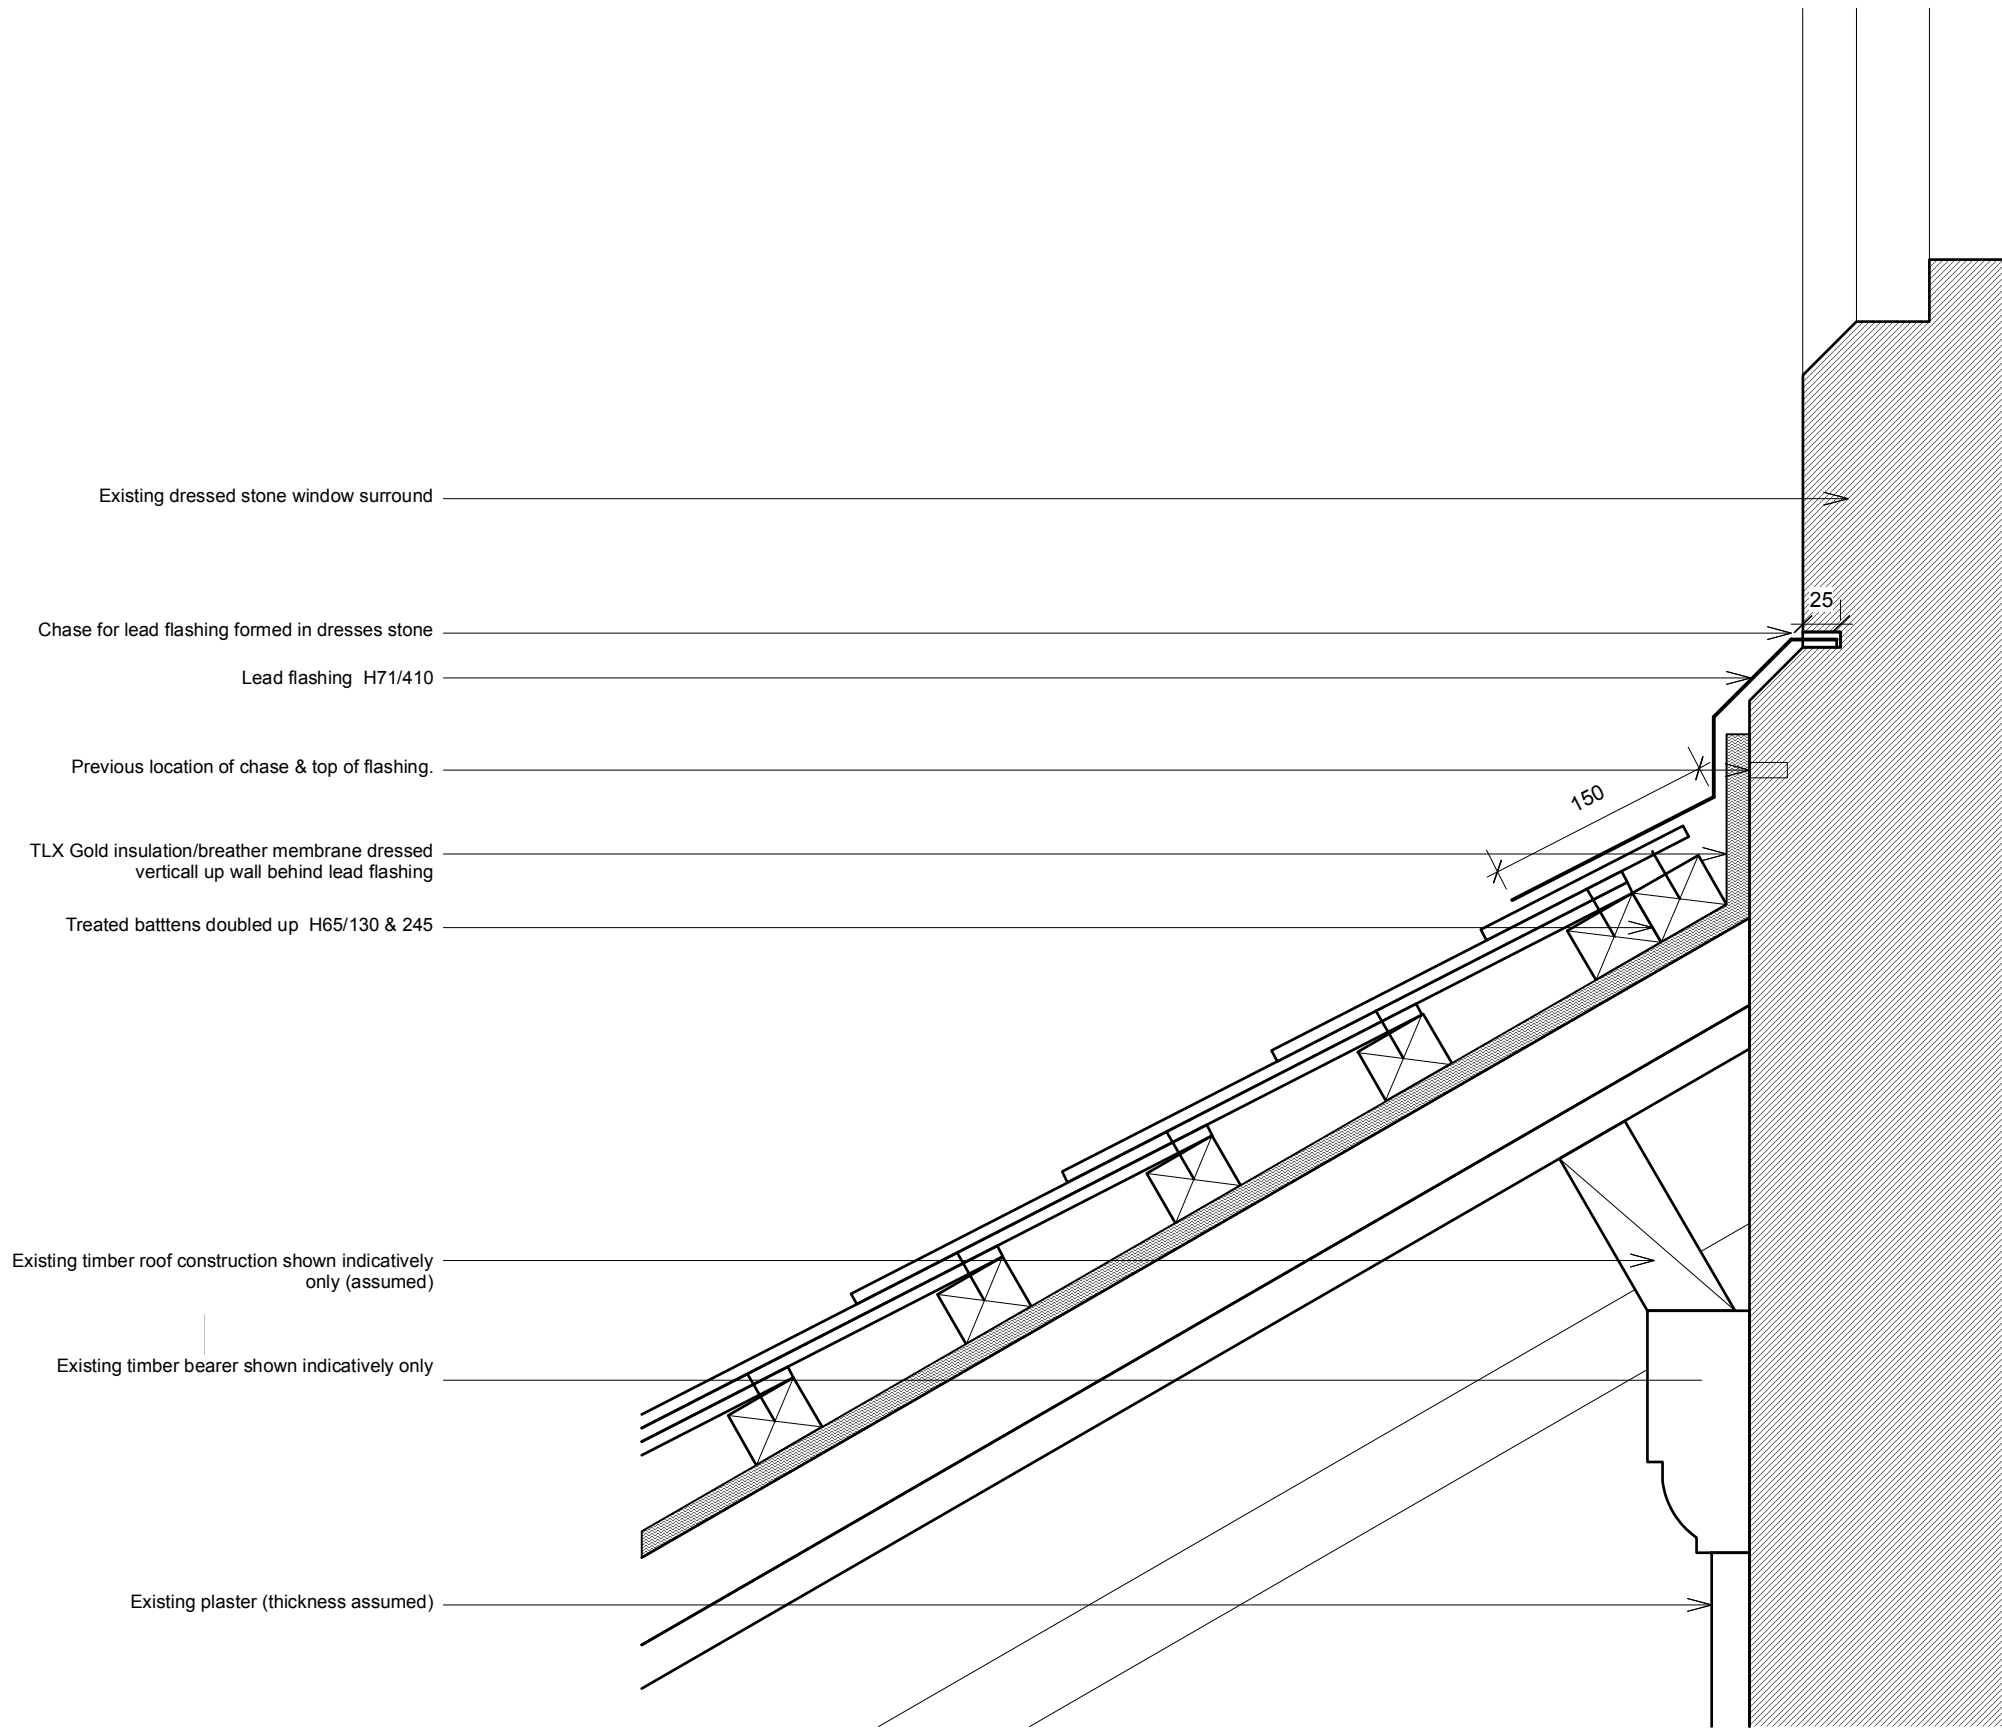 Existing dressed stone window surround
25
Chase for lead flashing formed in dresses stone
Lead flashing  H71/410
Previous location of chase & top of flashing.
150
TLX Gold insulation/breather membrane dressed
verticall up wall behind lead flashing
Treated batttens doubled up  H65/130 & 245
Existing timber roof construction shown indicatively
only (assumed)
Existing timber bearer shown indicatively only
Existing plaster (thickness assumed)